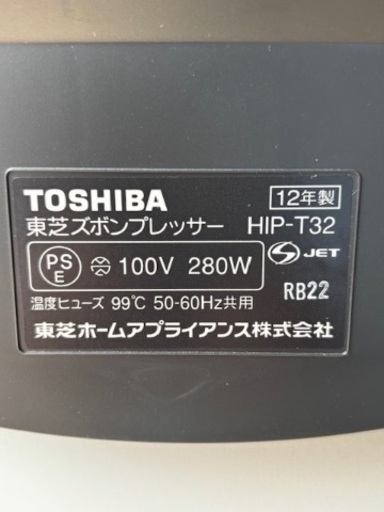 TOSHIBA 12年製
東芝ズボンプレッサー HIP-T32
PS E 100V 280W JET
温度ヒューズ 99℃ 50-60Hz共用 RB22
東芝ホームアプライアンス株式会社